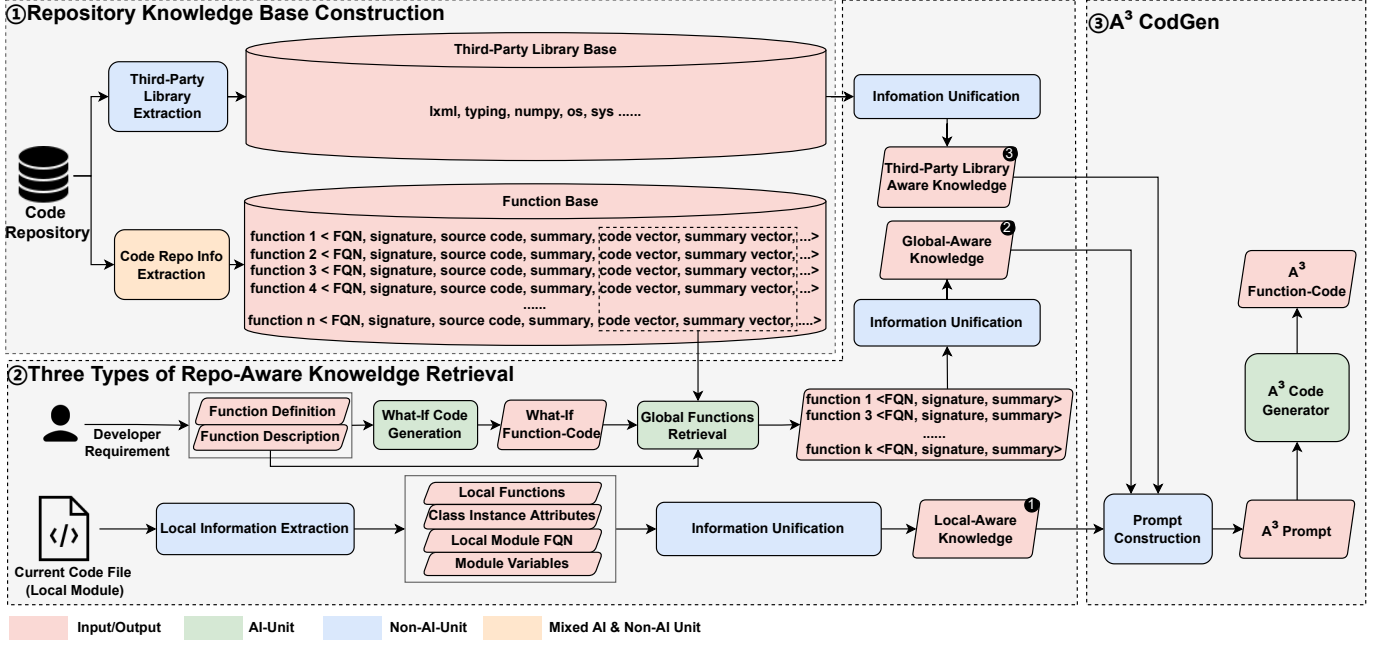 ①Repository Knowledge Base Construction
Third-Party
Library
Extraction
Third-Party Library Base
lxml, typing, numpy, os, sys ......
Code
Repository
Code Repo Info
Extraction
Function Base
function 1 < FQN, signature, source code, summary, code vector, summary vector, ...>
function 2 < FQN, signature, source code, summary, code vector, summary vector, ...>
function 3 < FQN, signature, source code, summary, code vector, summary vector, ...>
function 4 < FQN, signature, source code, summary, code vector, summary vector, ...>
......
function n < FQN, signature, source code, summary, code vector, summary vector, ....>
Infomation Unification
3
Third-Party Library
Aware Knowledge
2
Global-Aware
Knowledge
Information Unification
②Three Types of Repo-Aware Knoweldge Retrieval
Developer
Requirement
Function Definition
Function Description
What-If Code
Generation
What-If
Function-Code
Global Functions
Retrieval
function 1 <FQN, signature, summary>
function 3 <FQN, signature, summary>
......
function k <FQN, signature, summary>
</>
Current Code File
(Local Module)
Local Information Extraction
Local Functions
Class Instance Attributes
Local Module FQN
Module Variables
Information Unification
1
Local-Aware
Knowledge
③A³ CodGen
Prompt
Construction
A³ Prompt
A³ Code
Generator
A³
Function-Code
Input/Output
AI-Unit
Non-AI-Unit
Mixed AI & Non-AI Unit